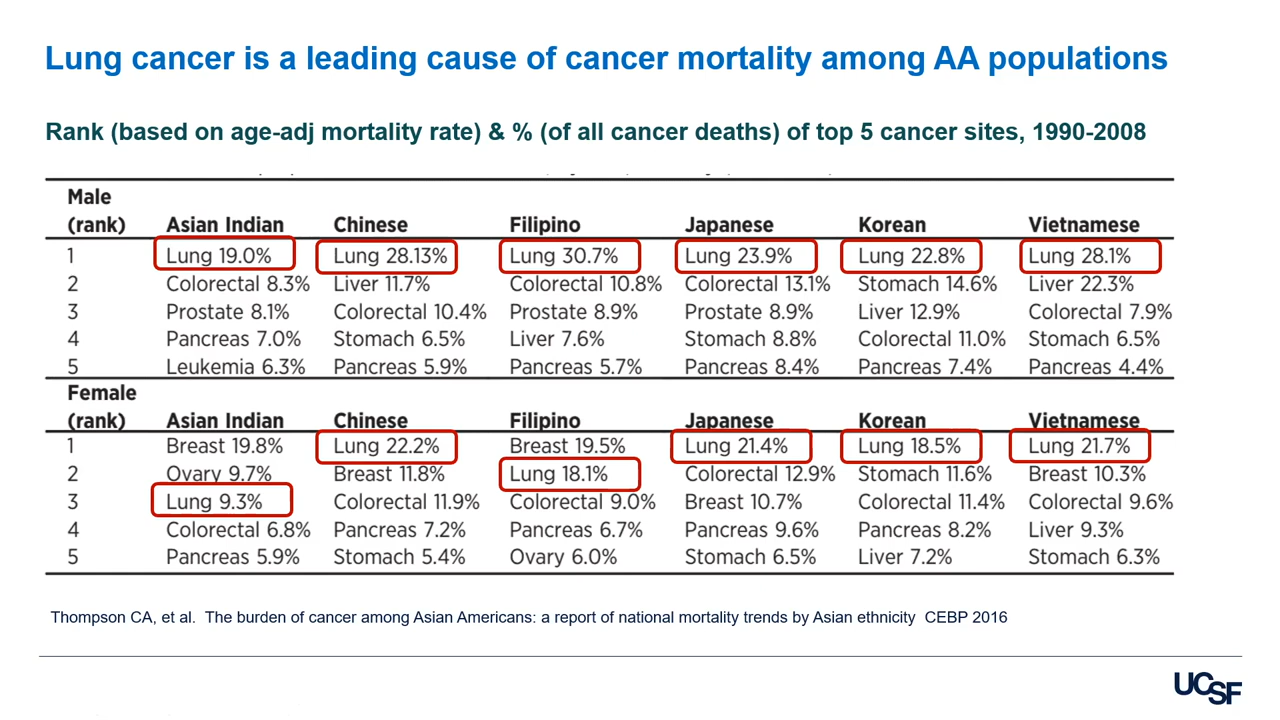 Lung cancer is a leading cause of cancer mortality among AA populations
Rank (based on age-adj mortality rate) & % (of all cancer deaths) of top 5 cancer sites, 1990-2008
Male
(rank) Asian Indian Chinese Filipino Japanese Korean Vietnamese
1 Lung 19.0% Lung 28.13% Lung 30.7% Lung 23.9% Lung 22.8% Lung 28.1%
2 Colorectal 8.3% Liver 11.7% Colorectal 10.8% Colorectal 13.1% Stomach 14.6% Liver 22.3%
3 Prostate 8.1% Colorectal 10.4% Prostate 8.9% Prostate 8.9% Liver 12.9% Colorectal 7.9%
4 Pancreas 7.0% Stomach 6.5% Liver 7.6% Stomach 8.8% Colorectal 11.0% Stomach 6.5%
5 Leukemia 6.3% Pancreas 5.9% Pancreas 5.7% Pancreas 8.4% Pancreas 7.4% Pancreas 4.4%
Female
(rank) Asian Indian Chinese Filipino Japanese Korean Vietnamese
1 Breast 19.8% Lung 22.2% Breast 19.5% Lung 21.4% Lung 18.5% Lung 21.7%
2 Ovary 9.7% Breast 11.8% Lung 18.1% Colorectal 12.9% Stomach 11.6% Breast 10.3%
3 Lung 9.3% Colorectal 11.9% Colorectal 9.0% Breast 10.7% Colorectal 11.4% Colorectal 9.6%
4 Colorectal 6.8% Pancreas 7.2% Pancreas 6.7% Pancreas 9.6% Pancreas 8.2% Liver 9.3%
5 Pancreas 5.9% Stomach 5.4% Ovary 6.0% Stomach 6.5% Liver 7.2% Stomach 6.3%
Thompson CA, et al. The burden of cancer among Asian Americans: a report of national mortality trends by Asian ethnicity CEBP 2016
UCSF